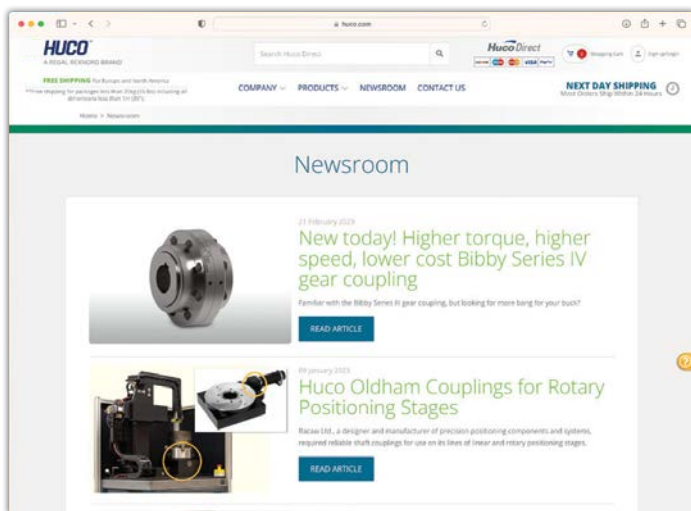 huco.com
HUCO
A REGAL REXNORD BRAND
Search Huco Direct
Huco Direct
VISA PayPal
Shopping Cart
Sign up/login
FREE SHIPPING For Europe and North America
COMPANY
PRODUCTS
NEWSROOM
CONTACT US
NEXT DAY SHIPPING
Most Orders Ship Within 24 Hours
Home > Newsroom
Newsroom
21 February 2023
New today! Higher torque, higher
speed, lower cost Bibby Series IV
gear coupling
Familiar with the Bibby Series III gear coupling, but looking for more bang for your buck?
READ ARTICLE
January 2023
Huco Oldham Couplings for Rotary
Positioning Stages
Ltd., a designer and manufacturer of precision positioning components and systems,
required reliable shaft couplings for use on its lines of linear and rotary positioning stages.
READ ARTICLE